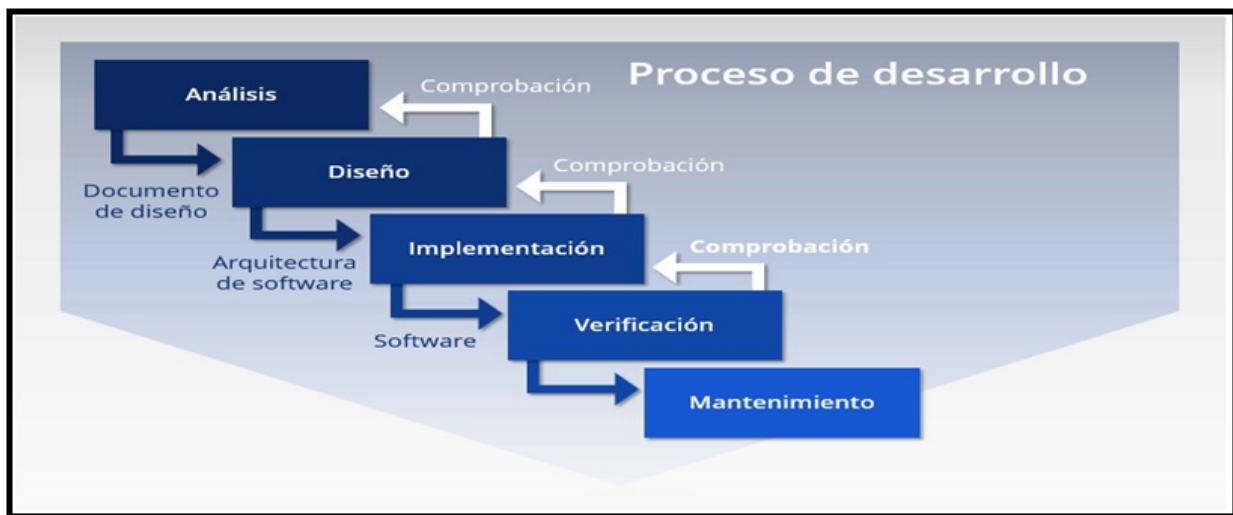 Proceso de desarrollo
Análisis
Comprobación
Documento
de diseño
Diseño
Comprobación
Arquitectura
de software
Implementación
Comprobación
Software
Verificación
Mantenimiento